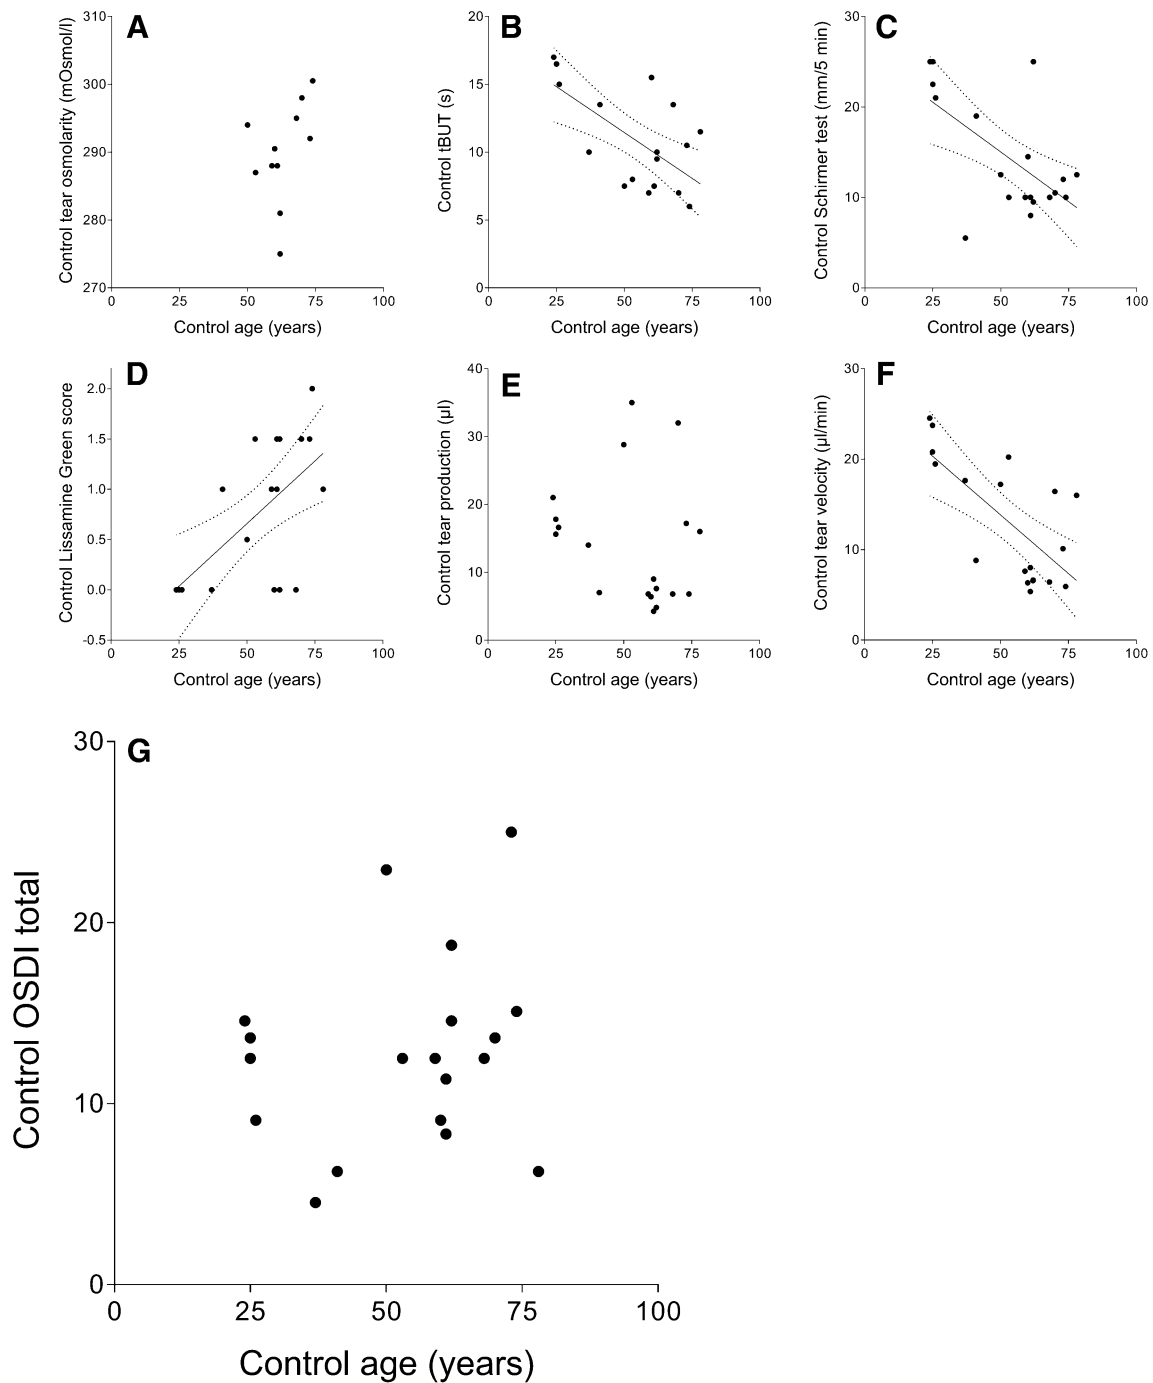 A
Control tear osmolarity (mOsmol/l)
310
300
290
280
270
0 25 50 75 100
Control age (years)
B
Control tBUT (s)
20
15
10
5
0
0 25 50 75 100
Control age (years)
C
Control Schirmer test (mm/5 min)
30
20
10
0
0 25 50 75 100
Control age (years)
D
Control Lissamine Green score
2.0
1.5
1.0
0.5
0.0
-0.5
0 25 50 75 100
Control age (years)
E
Control tear production (µl)
40
30
20
10
0
0 25 50 75 100
Control age (years)
F
Control tear velocity (µl/min)
30
20
10
0
0 25 50 75 100
Control age (years)
G
Control OSDI total
30
20
10
0
0 25 50 75 100
Control age (years)